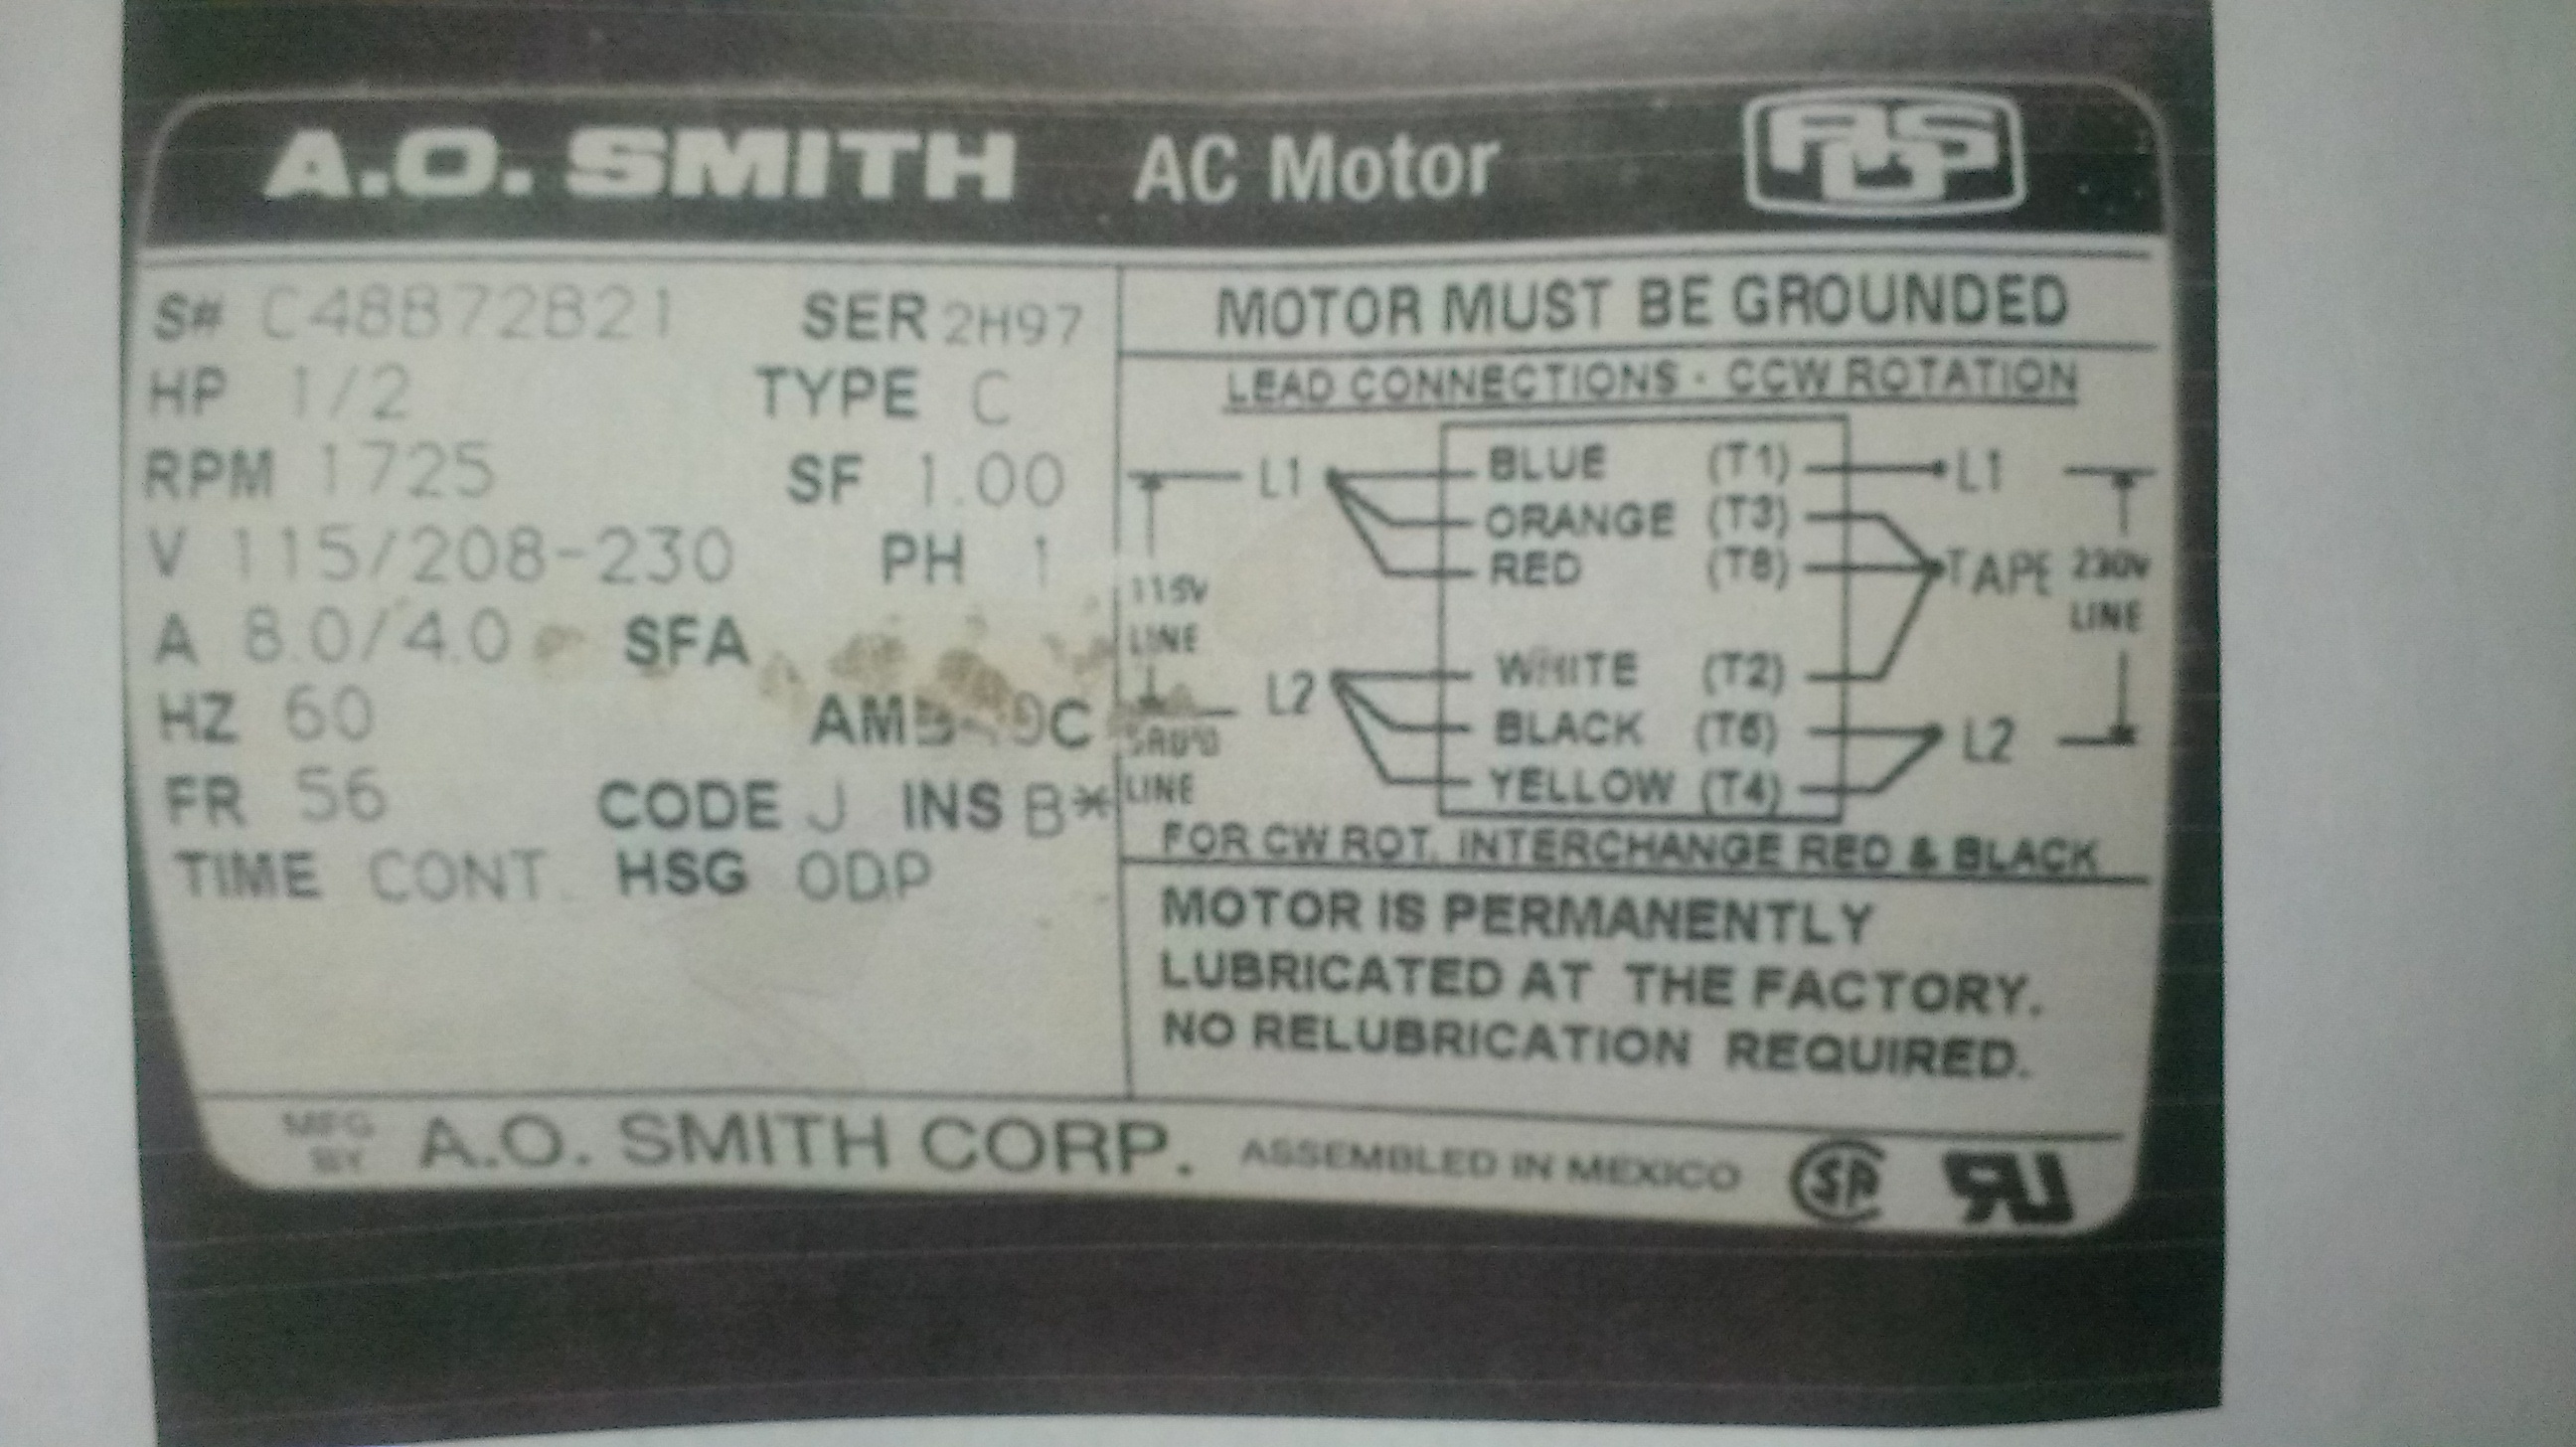 A.O. SMITH AC Motor
S# C48B72B21 SER 2H97
HP 1/2 TYPE C
RPM 1725 SF 1.00
V 115/208-230 PH 1
A 8.0/4.0 SFA
HZ 60 AMB 0C
FR 56 CODE J INS B*
TIME CONT. HSG ODP
MOTOR MUST BE GROUNDED
LEAD CONNECTIONS - CCW ROTATION
L1 BLUE (T1) L1
ORANGE (T3)
RED (T8) TAPE
115V LINE
230V LINE
L2 WHITE (T2)
BLACK (T5) L2
YELLOW (T4)
LINE
FOR CW ROT. INTERCHANGE RED & BLACK
MOTOR IS PERMANENTLY
LUBRICATED AT THE FACTORY.
NO RELUBRICATION REQUIRED.
MFG BY A.O. SMITH CORP. ASSEMBLED IN MEXICO